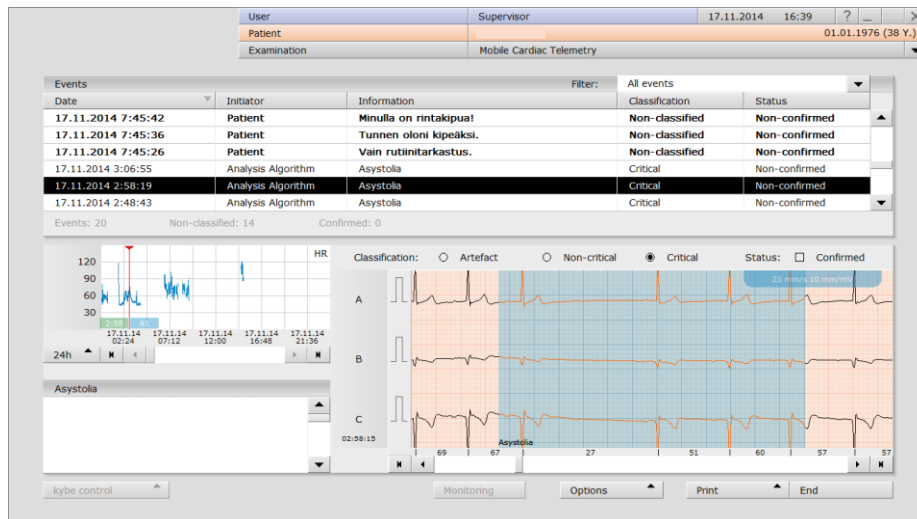 User Supervisor 17.11.2014 16:39 ? _ X
Patient 01.01.1976 (38 Y.)
Examination Mobile Cardiac Telemetry
Events Filter: All events
Date Initiator Information Classification Status
17.11.2014 7:45:42 Patient Minulla on rintakipua! Non-classified Non-confirmed
17.11.2014 7:45:36 Patient Tunnen oloni kipeäksi. Non-classified Non-confirmed
17.11.2014 7:45:26 Patient Vain rutiinitarkastus. Non-classified Non-confirmed
17.11.2014 3:06:55 Analysis Algorithm Asystolia Critical Non-confirmed
17.11.2014 2:58:19 Analysis Algorithm Asystolia Critical Non-confirmed
17.11.2014 2:48:43 Analysis Algorithm Asystolia Critical Non-confirmed
Events: 20 Non-classified: 14 Confirmed: 0
HR
120
90
60
30
2:58 61
17.11.14 17.11.14 17.11.14 17.11.14 17.11.14
02:24 07:12 12:00 16:48 21:36
24h
Asystolia
Classification: Artefact Non-critical Critical Status: Confirmed
25 mm/s 10 mm/mV
A
B
C
02:58:15
Asystolia
69 67 27 51 60 57 57
kybe control Monitoring Options Print End